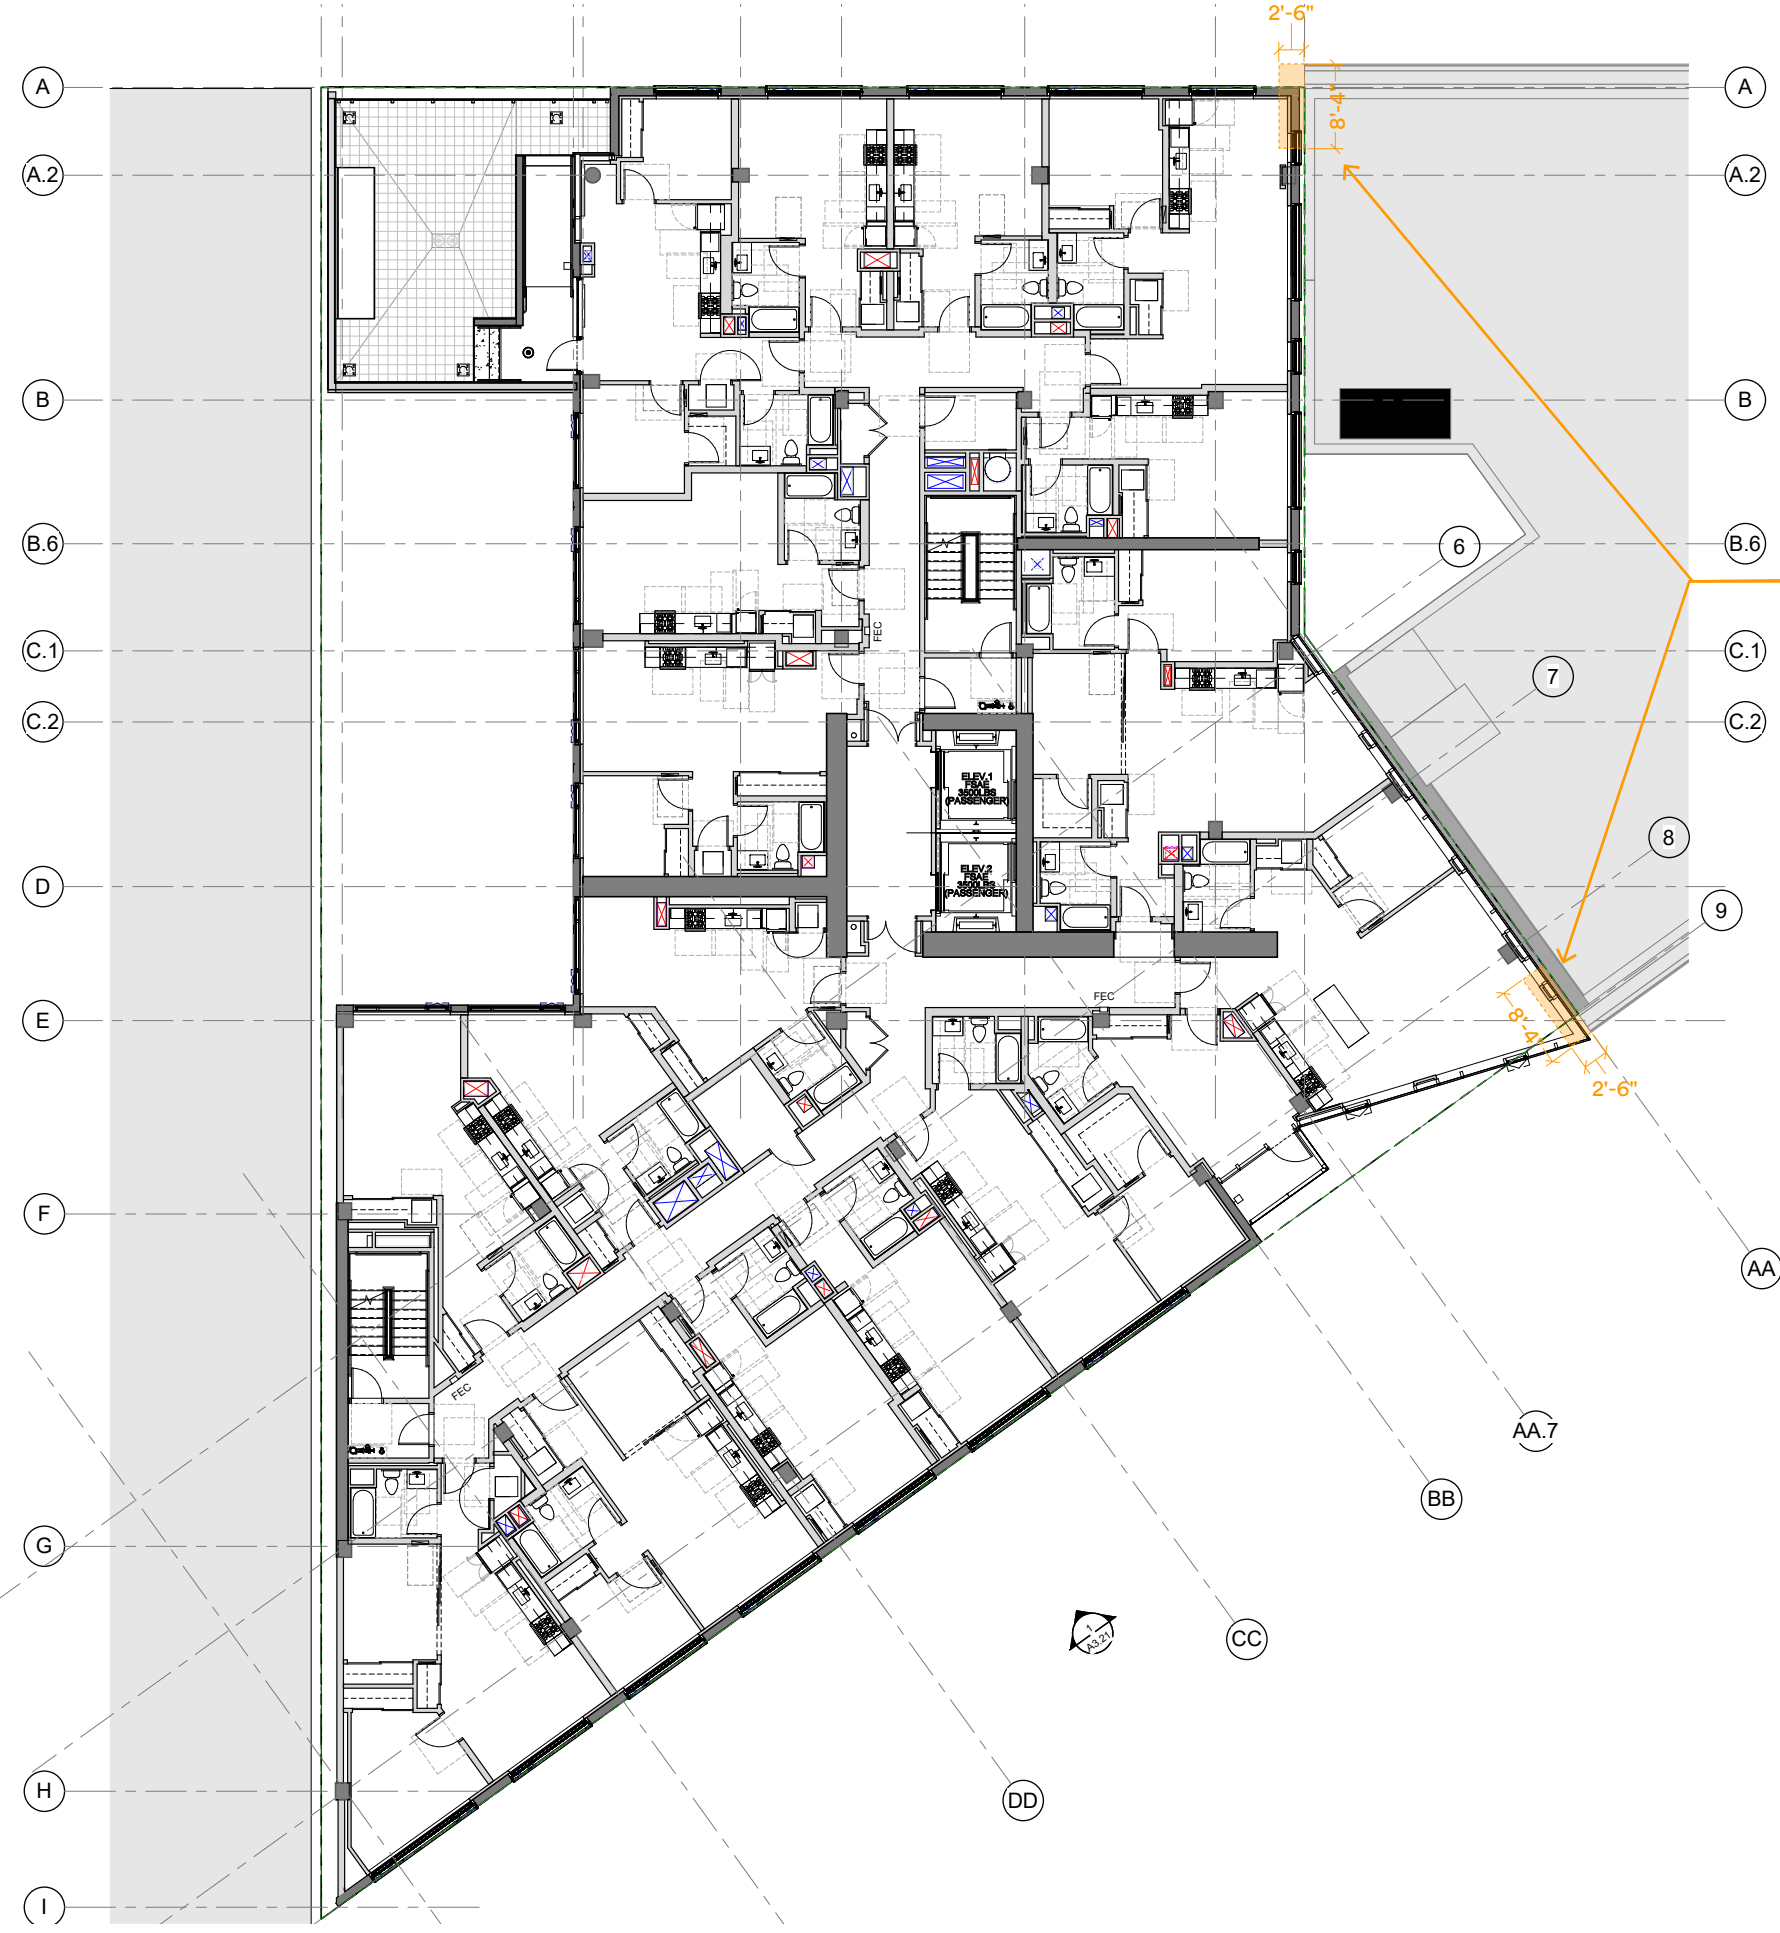 2'-6"
A
A
8'-4"
A.2
A.2
B
B
B.6
6
B.6
FEC
C.1
C.1
7
C.2
C.2
ELEV.1
FSAE
3500LBS
(PASSENGER)
8
ELEV.2
FSAE
3500LBS
(PASSENGER)
D
9
FEC
E
8'-4"
2'-6"
F
AA
FEC
AA.7
BB
G
1
A3.21
CC
H
DD
I